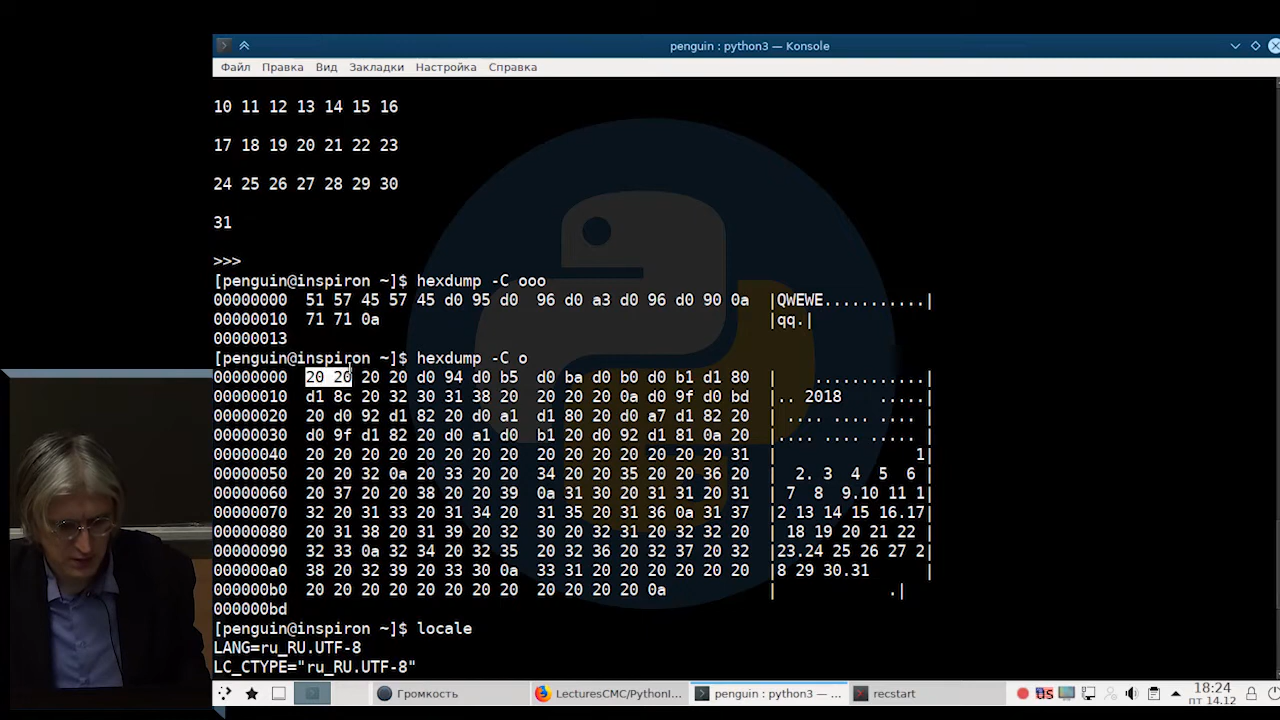 penguin : python3 — Konsole
Файл Правка Вид Закладки Настройка Справка
10 11 12 13 14 15 16
17 18 19 20 21 22 23
24 25 26 27 28 29 30
31
>>>
[penguin@inspiron ~]$ hexdump -C ooo
00000000  51 57 45 57 45 d0 95 d0  96 d0 a3 d0 96 d0 90 0a  |QWEWE...........|
00000010  71 71 0a  |qq.|
00000013
[penguin@inspiron ~]$ hexdump -C o
00000000  20 20 20 20 d0 94 d0 b5  d0 ba d0 b0 d0 b1 d1 80  |    ............|
00000010  d1 8c 20 32 30 31 38 20  20 20 20 0a d0 9f d0 bd  |.. 2018    .....|
00000020  20 d0 92 d1 82 20 d0 a1  d1 80 20 d0 a7 d1 82 20  | .... .... .... |
00000030  d0 9f d1 82 20 d0 a1 d0  b1 20 d0 92 d1 81 0a 20  |.... .... ..... |
00000040  20 20 20 20 20 20 20 20  20 20 20 20 20 20 20 31  |               1|
00000050  20 20 32 0a 20 33 20 20  34 20 20 35 20 20 36 20  |  2. 3  4  5  6 |
00000060  20 37 20 20 38 20 20 39  0a 31 30 20 31 31 20 31  | 7  8  9.10 11 1|
00000070  32 20 31 33 20 31 34 20  31 35 20 31 36 0a 31 37  |2 13 14 15 16.17|
00000080  20 31 38 20 31 39 20 32  30 20 32 31 20 32 32 20  | 18 19 20 21 22 |
00000090  32 33 0a 32 34 20 32 35  20 32 36 20 32 37 20 32  |23.24 25 26 27 2|
000000a0  38 20 32 39 20 33 30 0a  33 31 20 20 20 20 20 20  |8 29 30.31      |
000000b0  20 20 20 20 20 20 20 20  20 20 20 20 0a  |            .|
000000bd
[penguin@inspiron ~]$ locale
LANG=ru_RU.UTF-8
LC_CTYPE="ru_RU.UTF-8"
Громкость LecturesCMC/PythonI... penguin : python3 — ... recstart us 18:24
пт 14.12